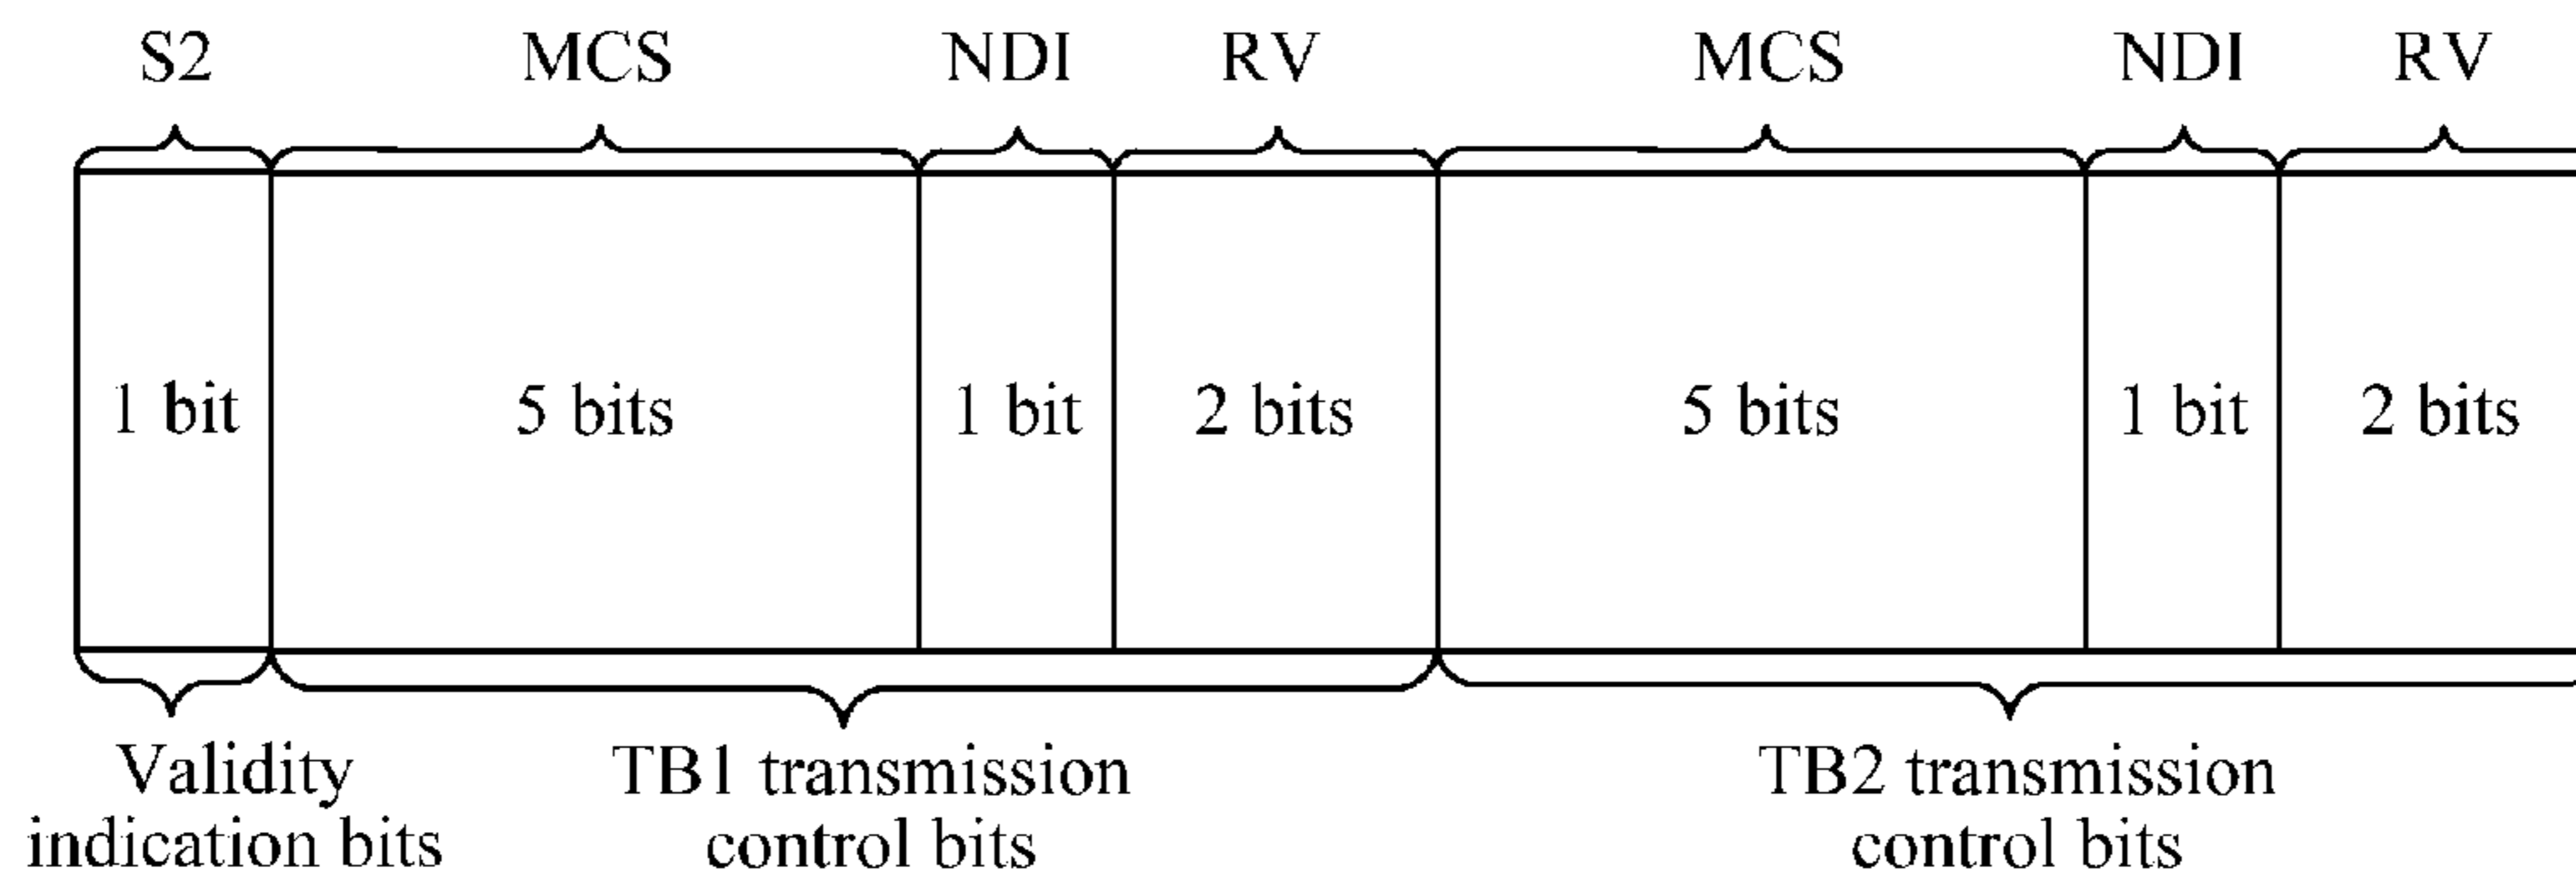 S2 MCS NDI RV MCS NDI RV
1 bit 5 bits 1 bit 2 bits 5 bits 1 bit 2 bits
Validity
indication bits
TB1 transmission
control bits
TB2 transmission
control bits